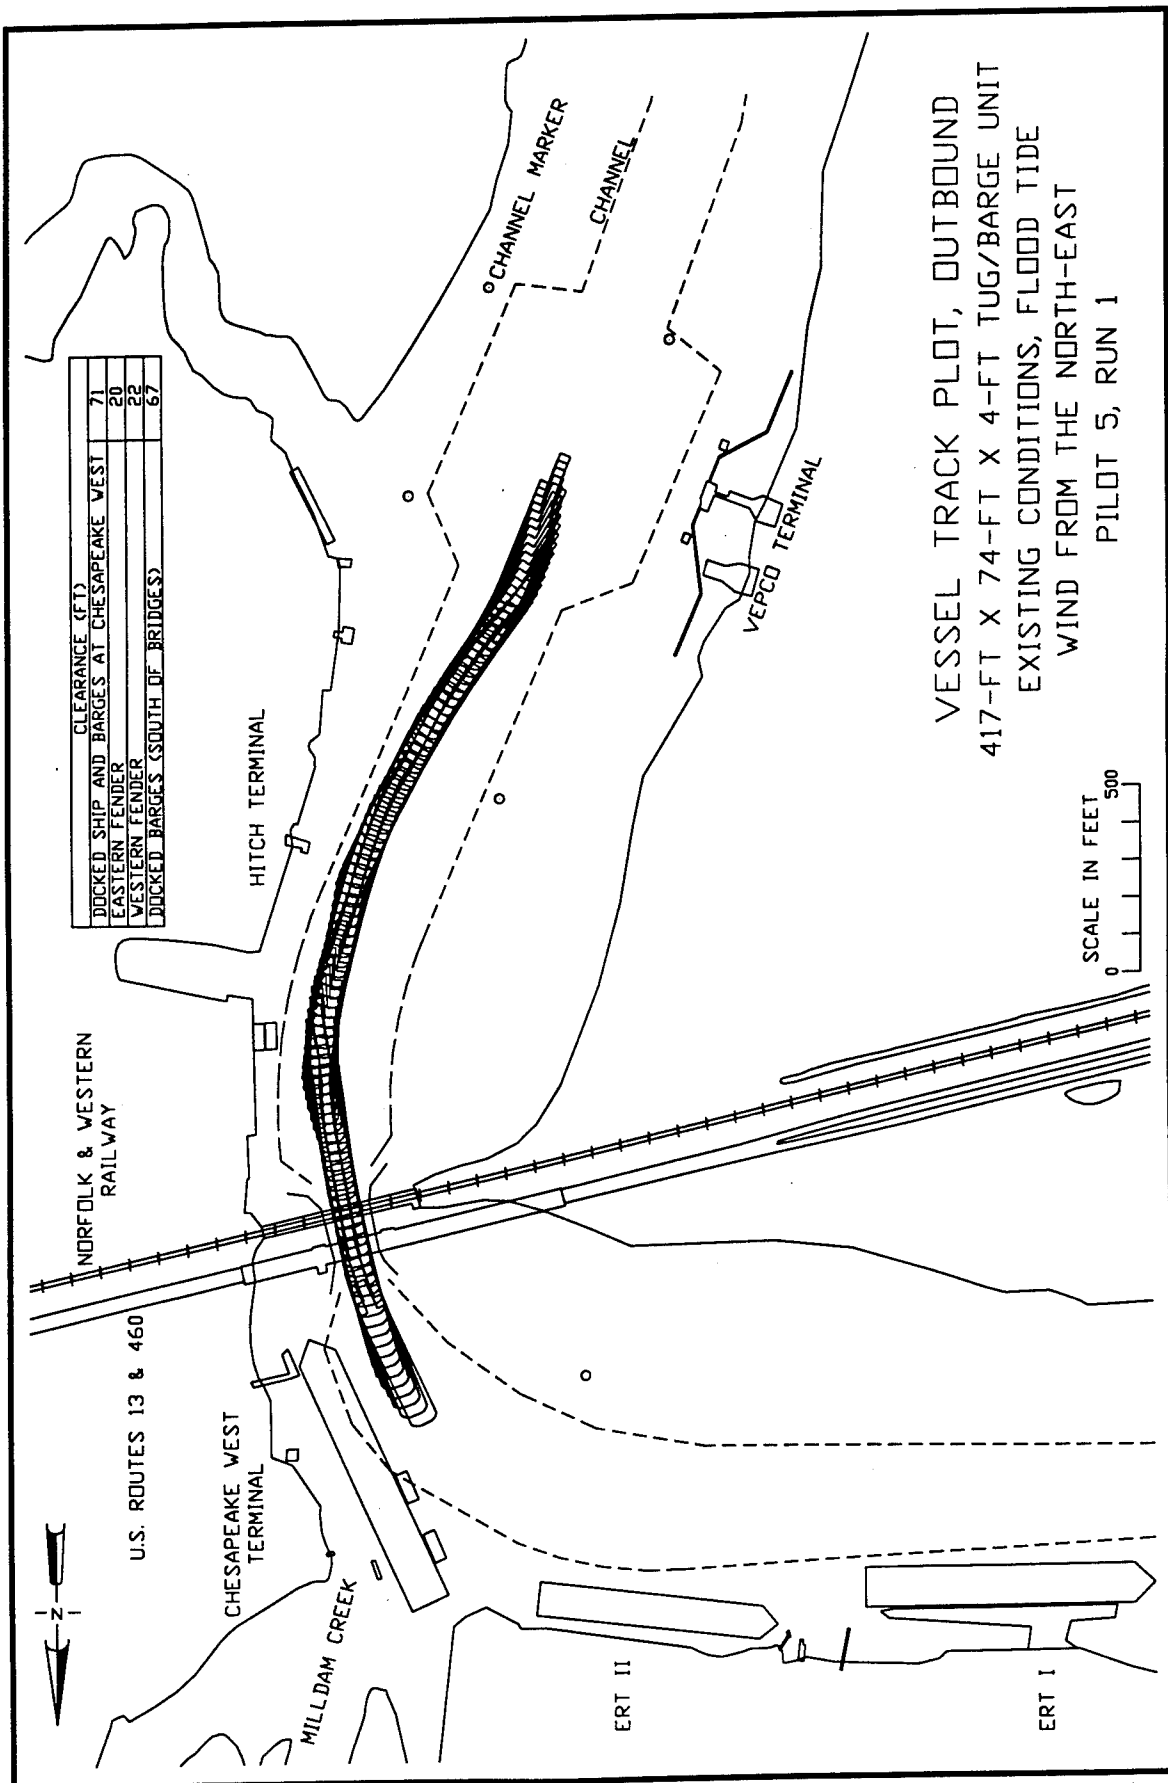 CLEARANCE (FT)
DOCKED SHIP AND BARGES AT CHESAPEAKE WEST 71
EASTERN FENDER 20
WESTERN FENDER 22
DOCKED BARGES (SOUTH OF BRIDGES) 67
NORFOLK & WESTERN
RAILWAY
U.S. ROUTES 13 & 460
HITCH TERMINAL
CHANNEL MARKER
CHANNEL
N
CHESAPEAKE WEST
TERMINAL
MILLDAM CREEK
VEPCO TERMINAL
ERT II
ERT I
SCALE IN FEET
0 500
VESSEL TRACK PLOT, OUTBOUND
417-FT X 74-FT X 4-FT TUG/BARGE UNIT
EXISTING CONDITIONS, FLOOD TIDE
WIND FROM THE NORTH-EAST
PILOT 5, RUN 1